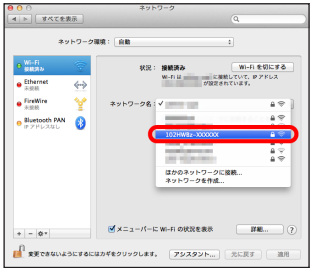 ネットワーク
すべてを表示
ネットワーク環境： 自動
Wi-Fi
接続済み
Ethernet
未接続
FireWire
未接続
Bluetooth PAN
IP アドレスなし
状況： 接続済み
Wi-Fi を切にする
Wi-Fi は に接続していて、IP アドレス
が設定されています。
ネットワーク名：
102HWBz-XXXXXX
ほかのネットワークに接続...
ネットワークを作成...
メニューバーに Wi-Fi の状況を表示
詳細...
?
変更できないようにするにはカギをクリックします。
アシスタント...
元に戻す
適用